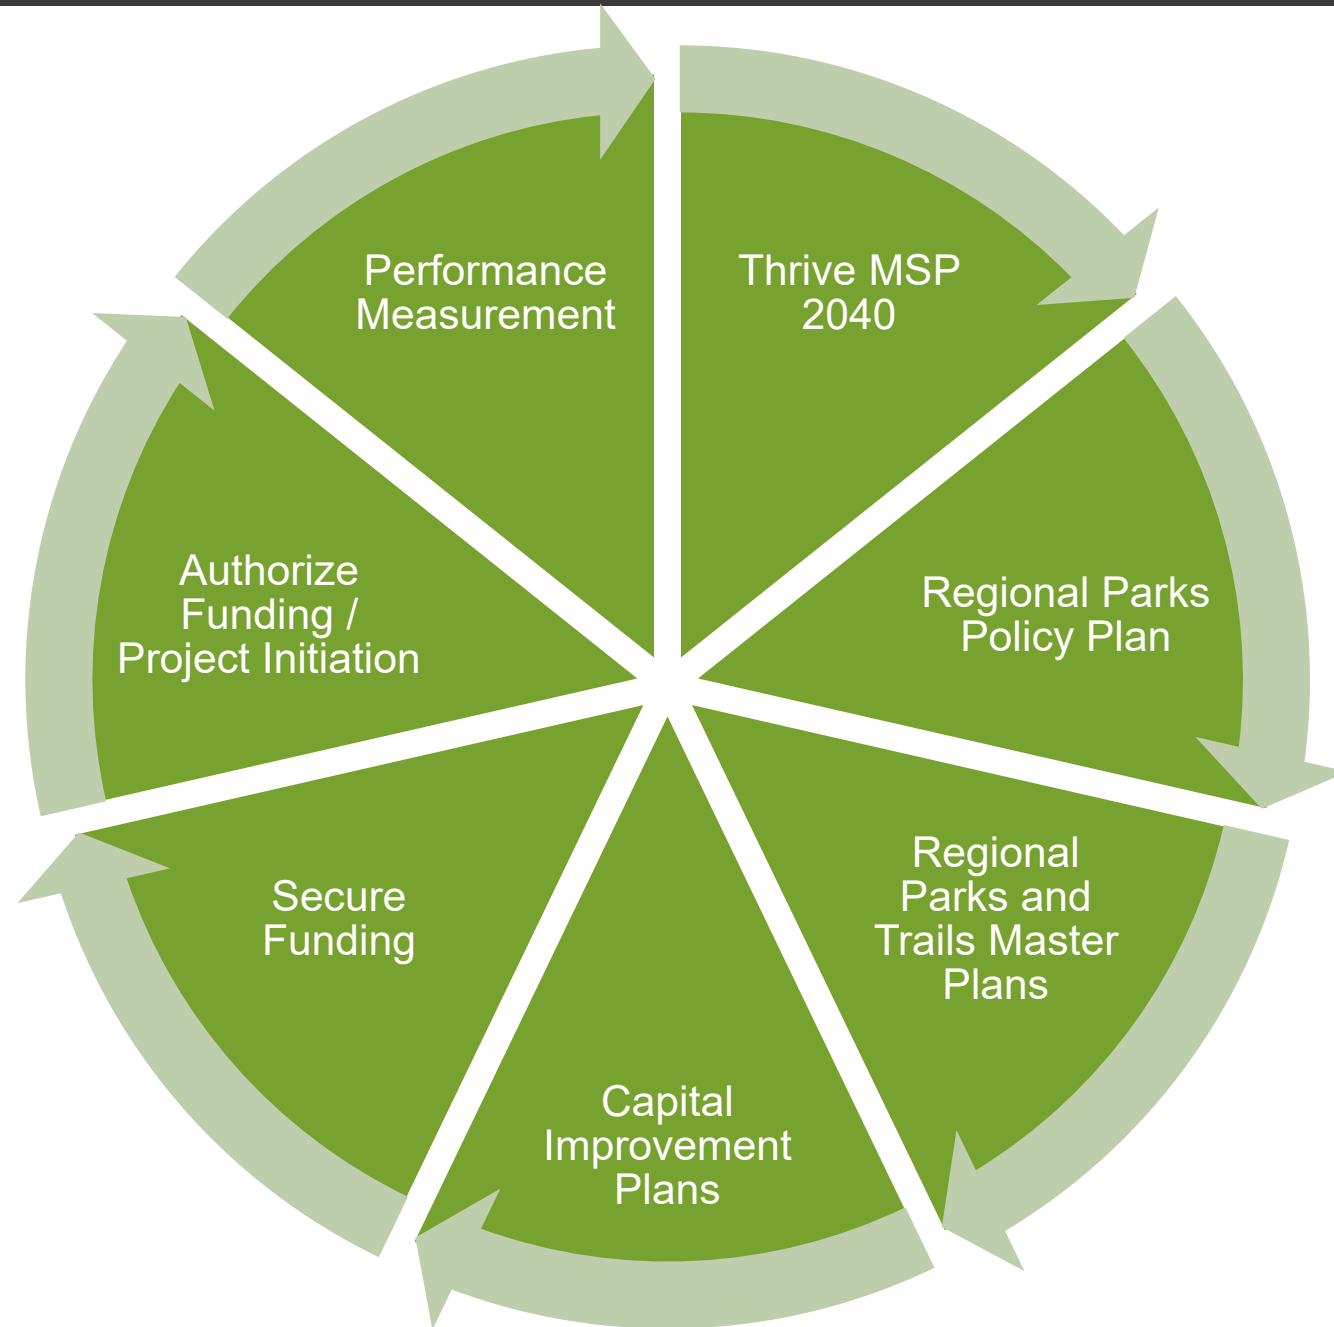 Thrive MSP
2040
Regional Parks
Policy Plan
Regional
Parks and
Trails Master
Plans
Capital
Improvement
Plans
Secure
Funding
Authorize
Funding /
Project Initiation
Performance
Measurement